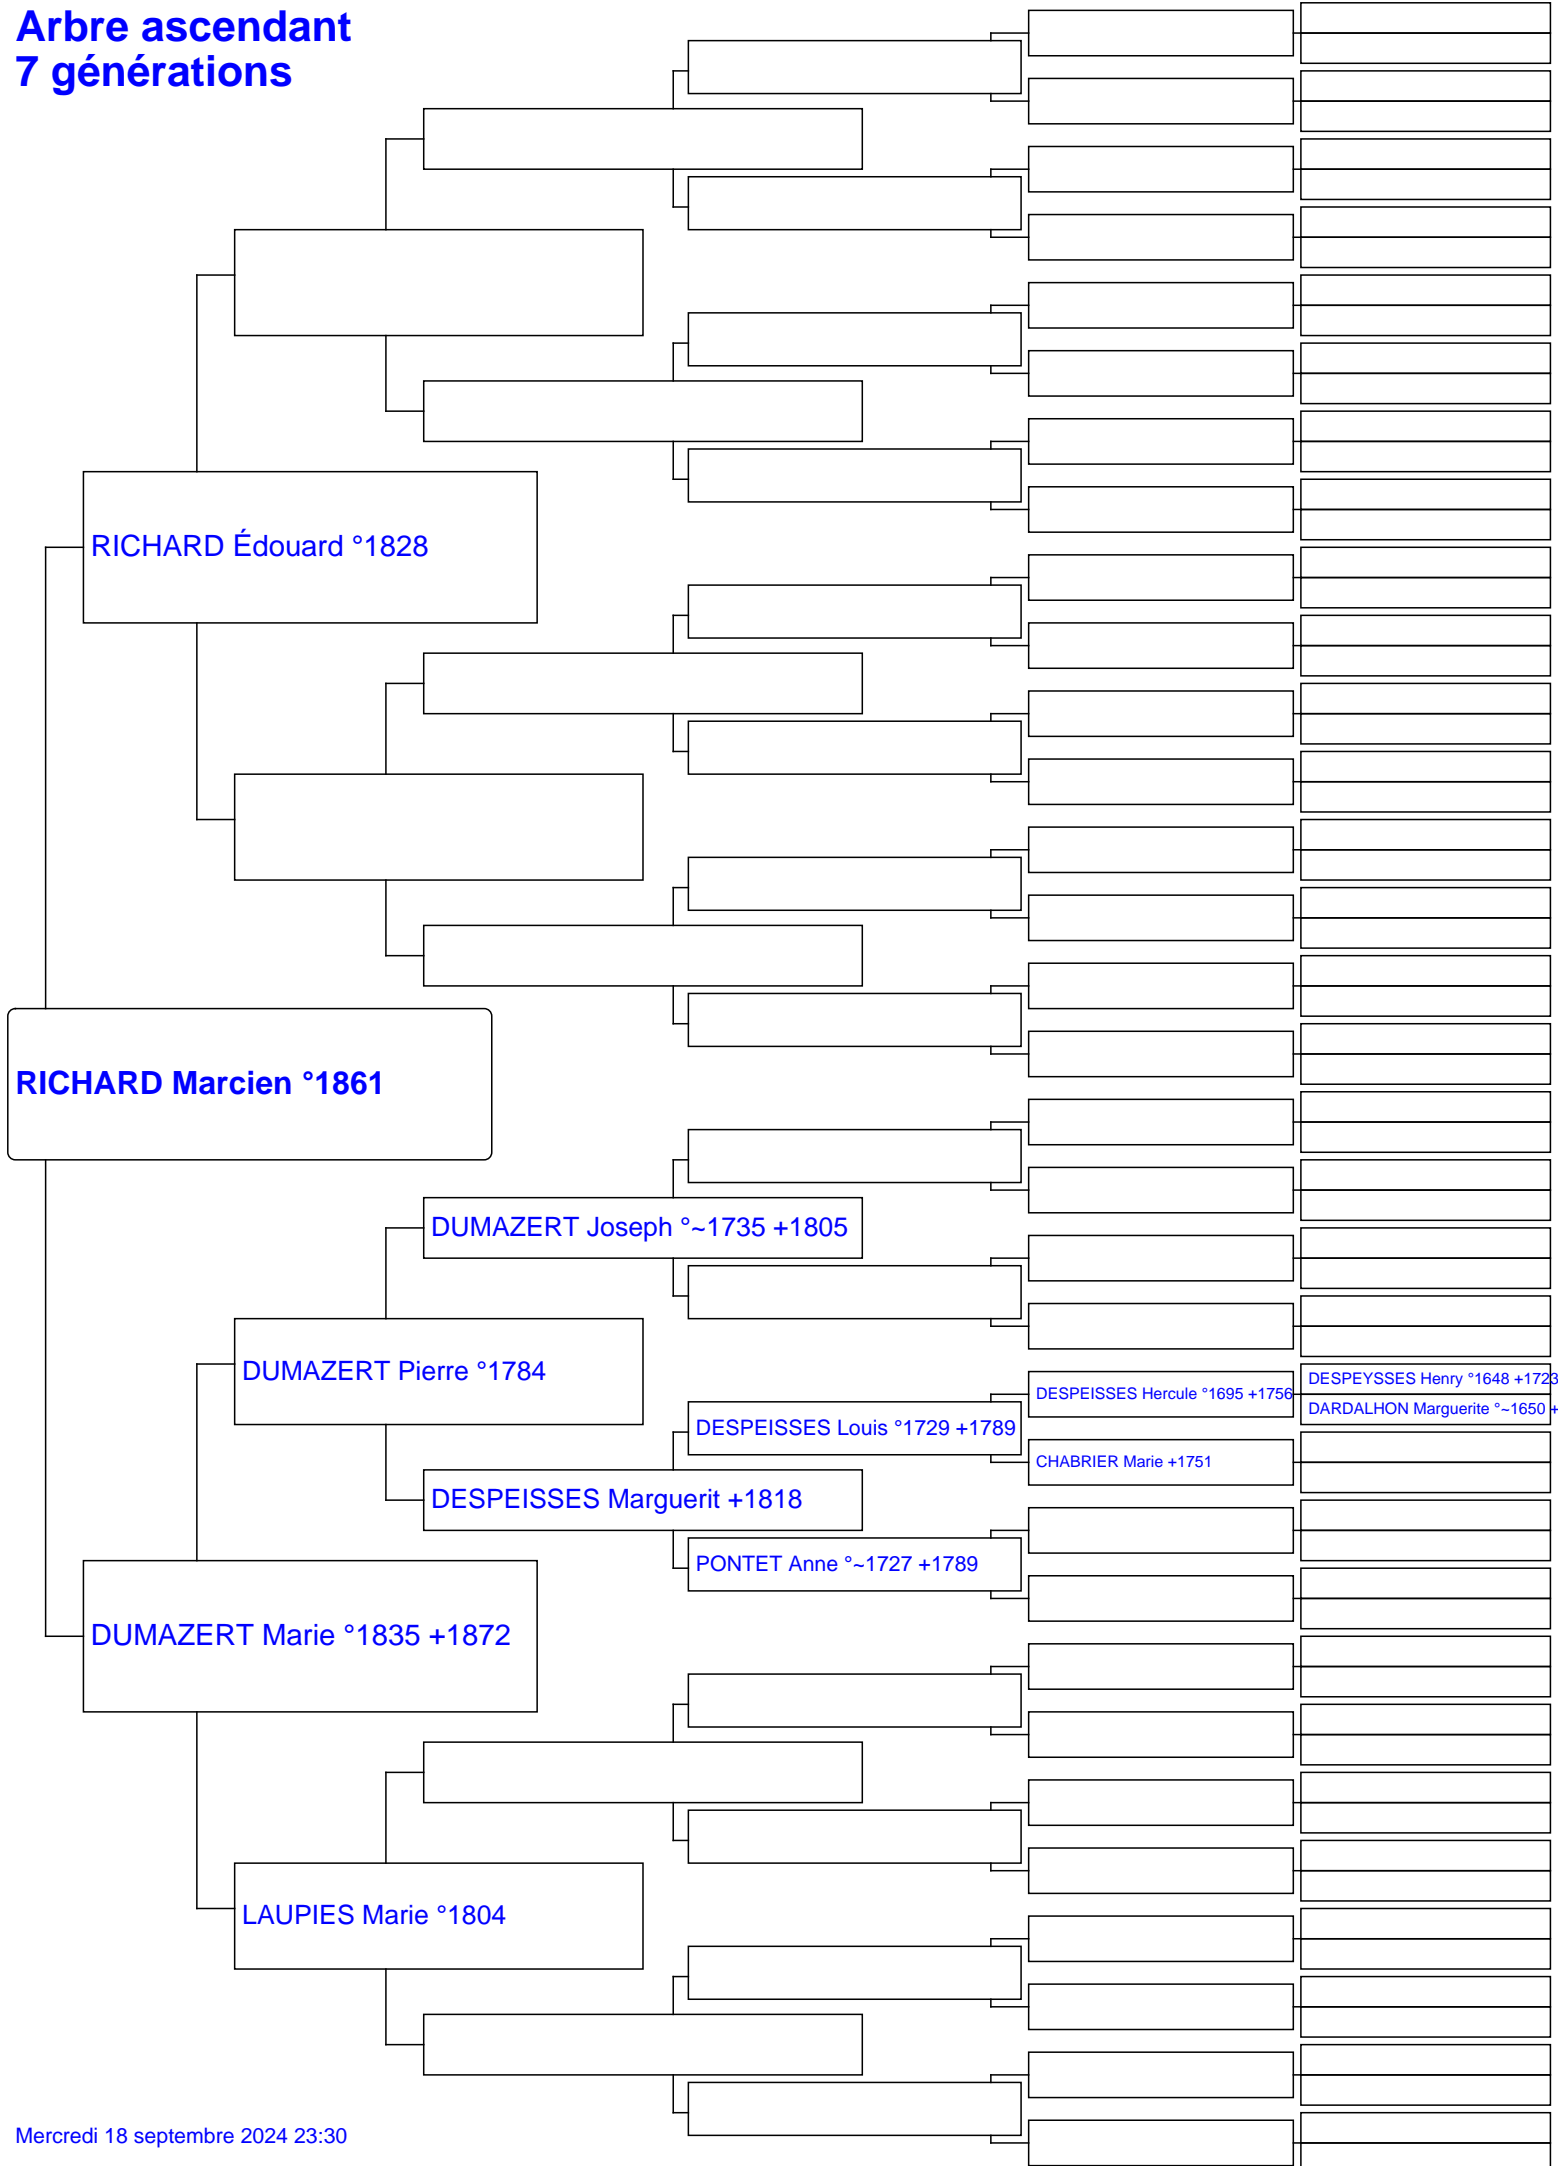 Arbre ascendant
7 générations
RICHARD Édouard °1828
RICHARD Marcien °1861
DUMAZERT Joseph °~1735 +1805
DUMAZERT Pierre °1784
DESPEYSSES Henry °1648 +1723
DESPEISSES Hercule °1695 +1756
DARDALHON Marguerite °~1650 +
DESPEISSES Louis °1729 +1789
CHABRIER Marie +1751
DESPEISSES Marguerit +1818
PONTET Anne °~1727 +1789
DUMAZERT Marie °1835 +1872
LAUPIES Marie °1804
Mercredi 18 septembre 2024 23:30